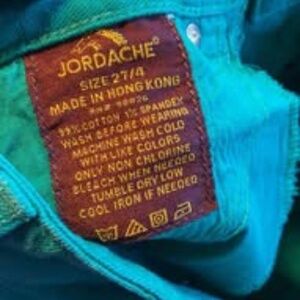 JORDACHE
SIZE 27/4
MADE IN HONG KONG
99% COTTON 1% SPANDEX
WASH BEFORE WEARING
MACHINE WASH COLD
WITH LIKE COLORS
ONLY NON CHLORINE
BLEACH WHEN NEEDED
TUMBLE DRY LOW
COOL IRON IF NEEDED